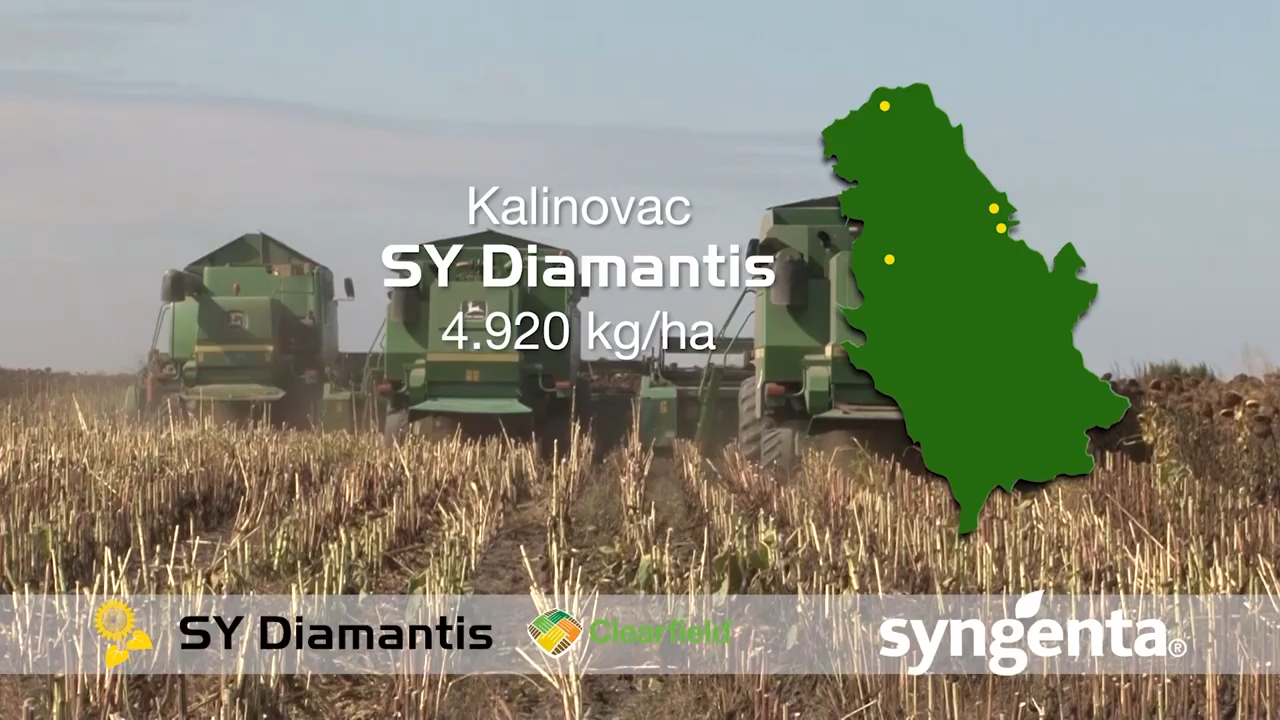 Kalinovac
SY Diamantis
4.920 kg/ha
SY Diamantis
Clearfield
syngenta®